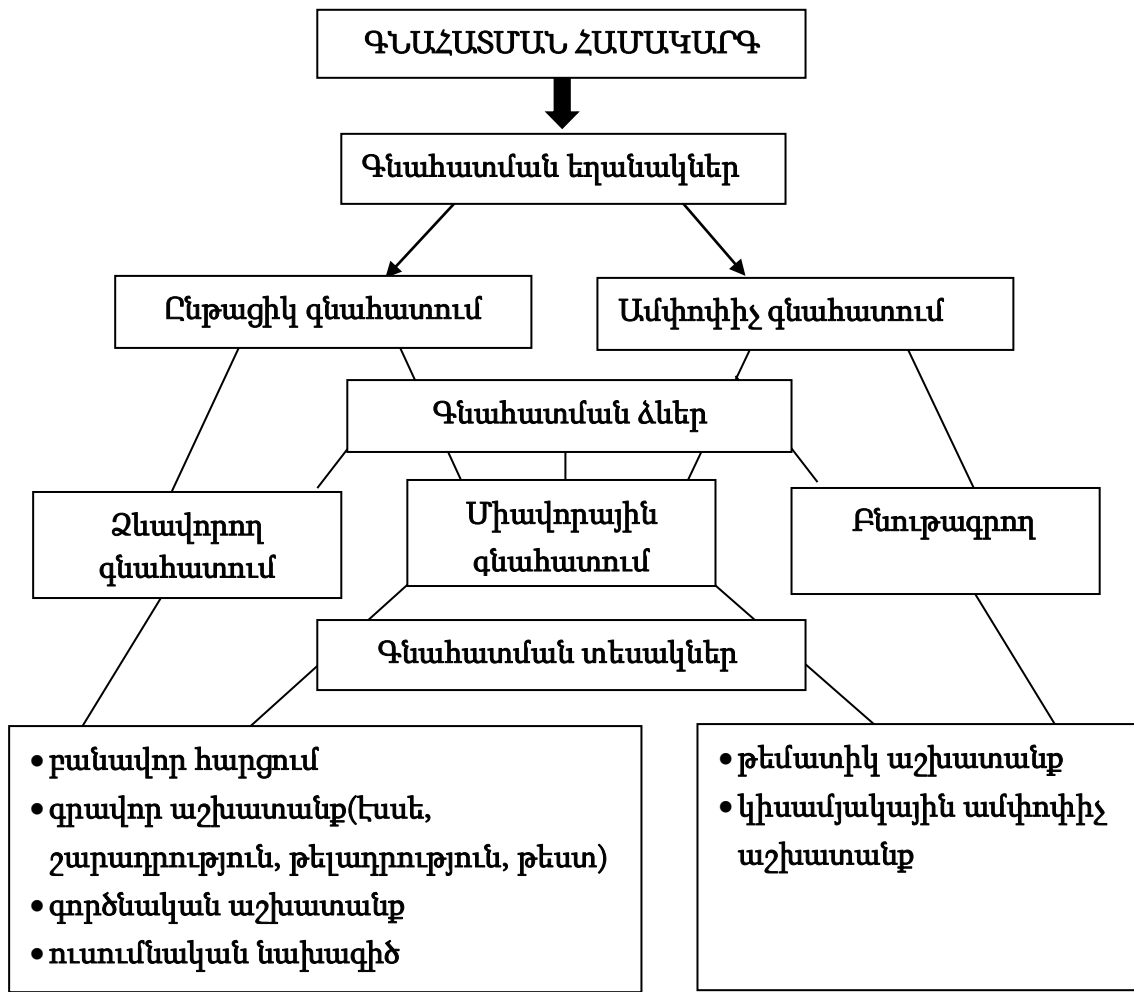 ԳՆԱՀԱՏՄԱՆ ՀԱՄԱԿԱՐԳ
Գնահատման եղանակներ
Ընթացիկ գնահատում
Ամփոփիչ գնահատում
Գնահատման ձևեր
Ձևավորող
գնահատում
Միավորային
գնահատում
Բնութագրող
Գնահատման տեսակներ
•բանավոր հարցում
•գրավոր աշխատանք(էսսե,
շարադրություն, թելադրություն, թեստ)
•գործնական աշխատանք
•ուսումնական նախագիծ
•թեմատիկ աշխատանք
•կիսամյակային ամփոփիչ
աշխատանք